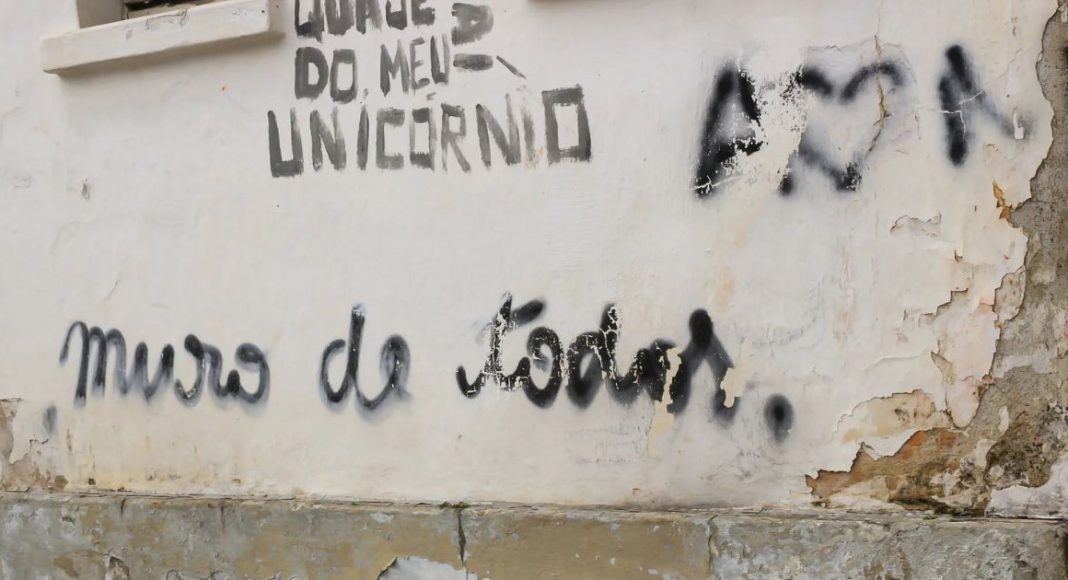 DO MEU
UNICÓRNIO
A ♥ A
muro de todos.